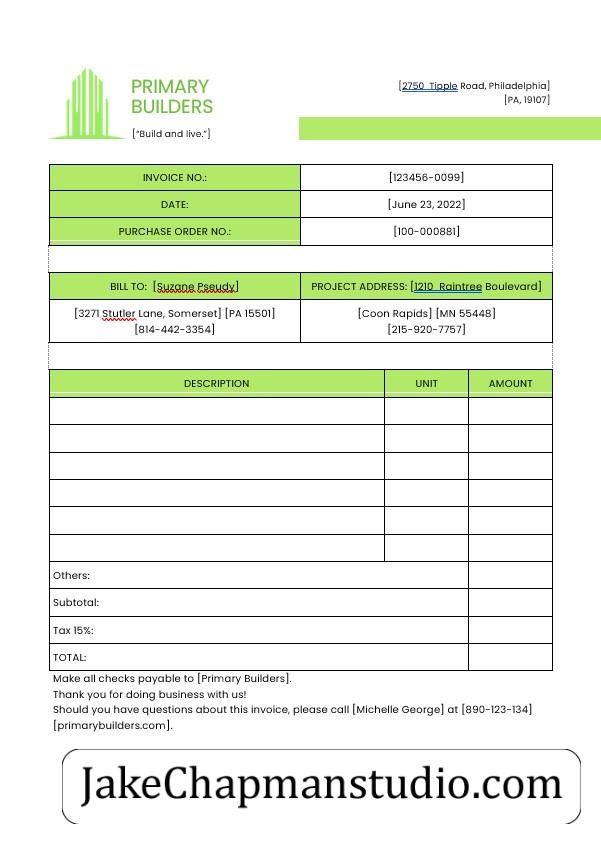 PRIMARY
BUILDERS
["Build and live."]
[2750 Tipple Road, Philadelphia]
[PA, 19107]
INVOICE NO.: [123456-0099]
DATE: [June 23, 2022]
PURCHASE ORDER NO.: [100-000881]
BILL TO: [Suzane Pseudy] PROJECT ADDRESS: [1210 Raintree Boulevard]
[3271 Stutler Lane, Somerset] [PA 15501] [Coon Rapids] [MN 55448]
[814-442-3354] [215-920-7757]
DESCRIPTION UNIT AMOUNT
Others:
Subtotal:
Tax 15%:
TOTAL:
Make all checks payable to [Primary Builders].
Thank you for doing business with us!
Should you have questions about this invoice, please call [Michelle George] at [890-123-134]
[primarybuilders.com].
JakeChapmanstudio.com